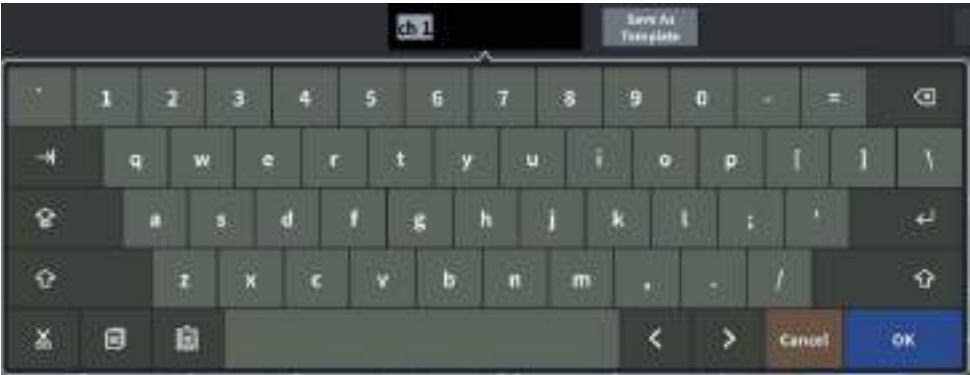 ch 1
Save As
Template
` 1 2 3 4 5 6 7 8 9 0 - =
q w e r t y u i o p [ ] \
a s d f g h j k l ; '
z x c v b n m , . /
< > Cancel OK